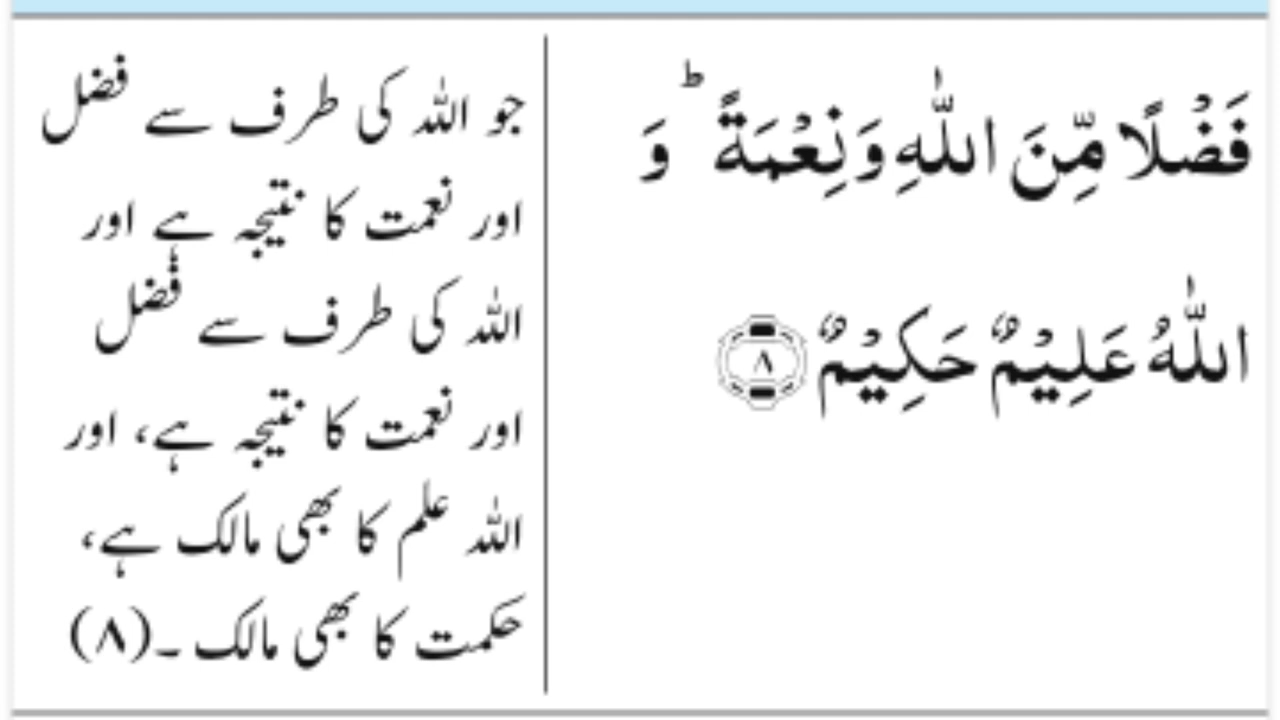 فَضْلًا مِّنَ اللّٰهِ وَنِعْمَةً ؕ وَ
اللّٰهُ عَلِيْمٌ حَكِيْمٌ ﴿۸﴾
جو اللہ کی طرف سے فضل
اور نعمت کا نتیجہ ہے اور
اللہ کی طرف سے فضل
اور نعمت کا نتیجہ ہے، اور
اللہ علم کا بھی مالک ہے،
حکمت کا بھی مالک ۔(۸)